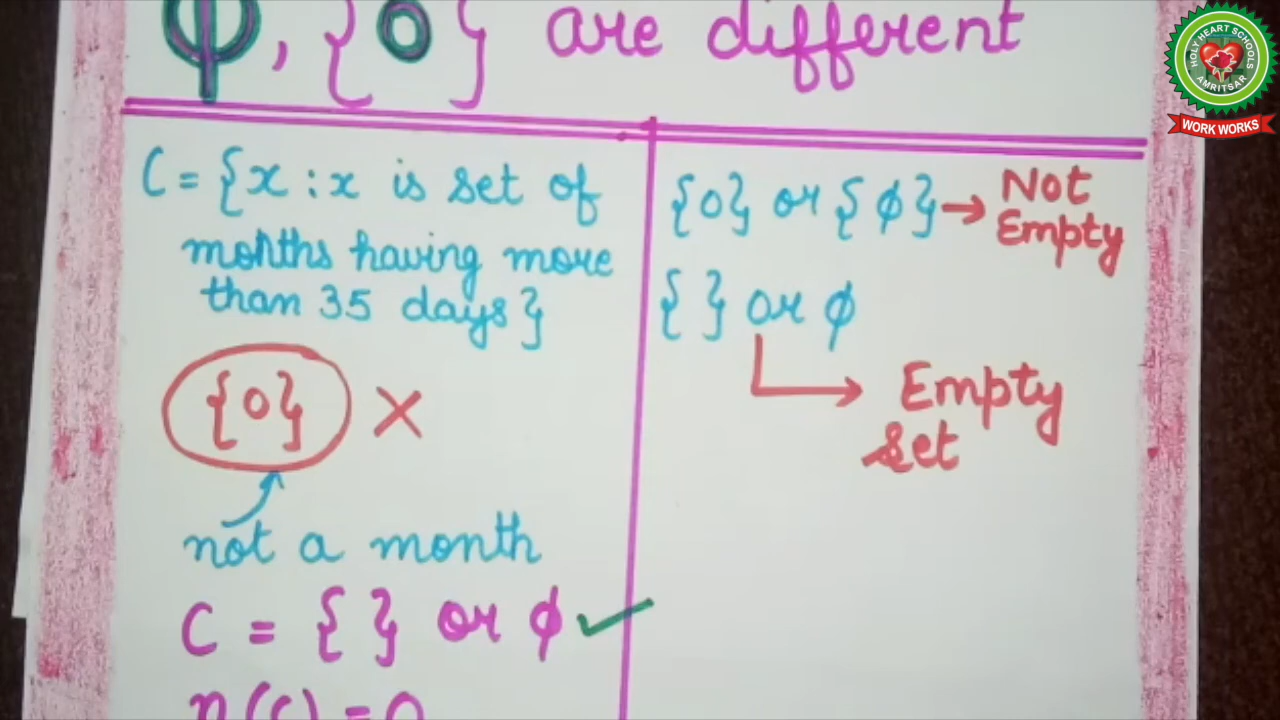 φ, {0} are different
C = {x : x is set of
months having more
than 35 days}
{0} ×
not a month
C = { } or φ ✓
n(C) = 0
{0} or {φ} → Not
Empty
{ } or φ
Empty
set
HOLY HEART SCHOOLS
AMRITSAR
WORK WORKS